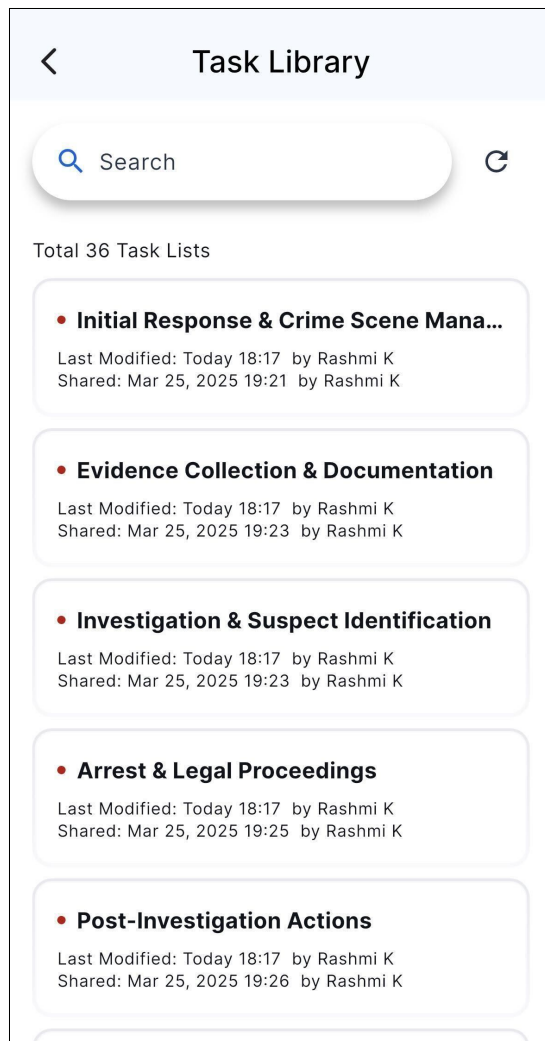 Task Library
Search
Total 36 Task Lists
Initial Response & Crime Scene Mana...
Last Modified: Today 18:17 by Rashmi K
Shared: Mar 25, 2025 19:21 by Rashmi K
Evidence Collection & Documentation
Last Modified: Today 18:17 by Rashmi K
Shared: Mar 25, 2025 19:23 by Rashmi K
Investigation & Suspect Identification
Last Modified: Today 18:17 by Rashmi K
Shared: Mar 25, 2025 19:23 by Rashmi K
Arrest & Legal Proceedings
Last Modified: Today 18:17 by Rashmi K
Shared: Mar 25, 2025 19:25 by Rashmi K
Post-Investigation Actions
Last Modified: Today 18:17 by Rashmi K
Shared: Mar 25, 2025 19:26 by Rashmi K